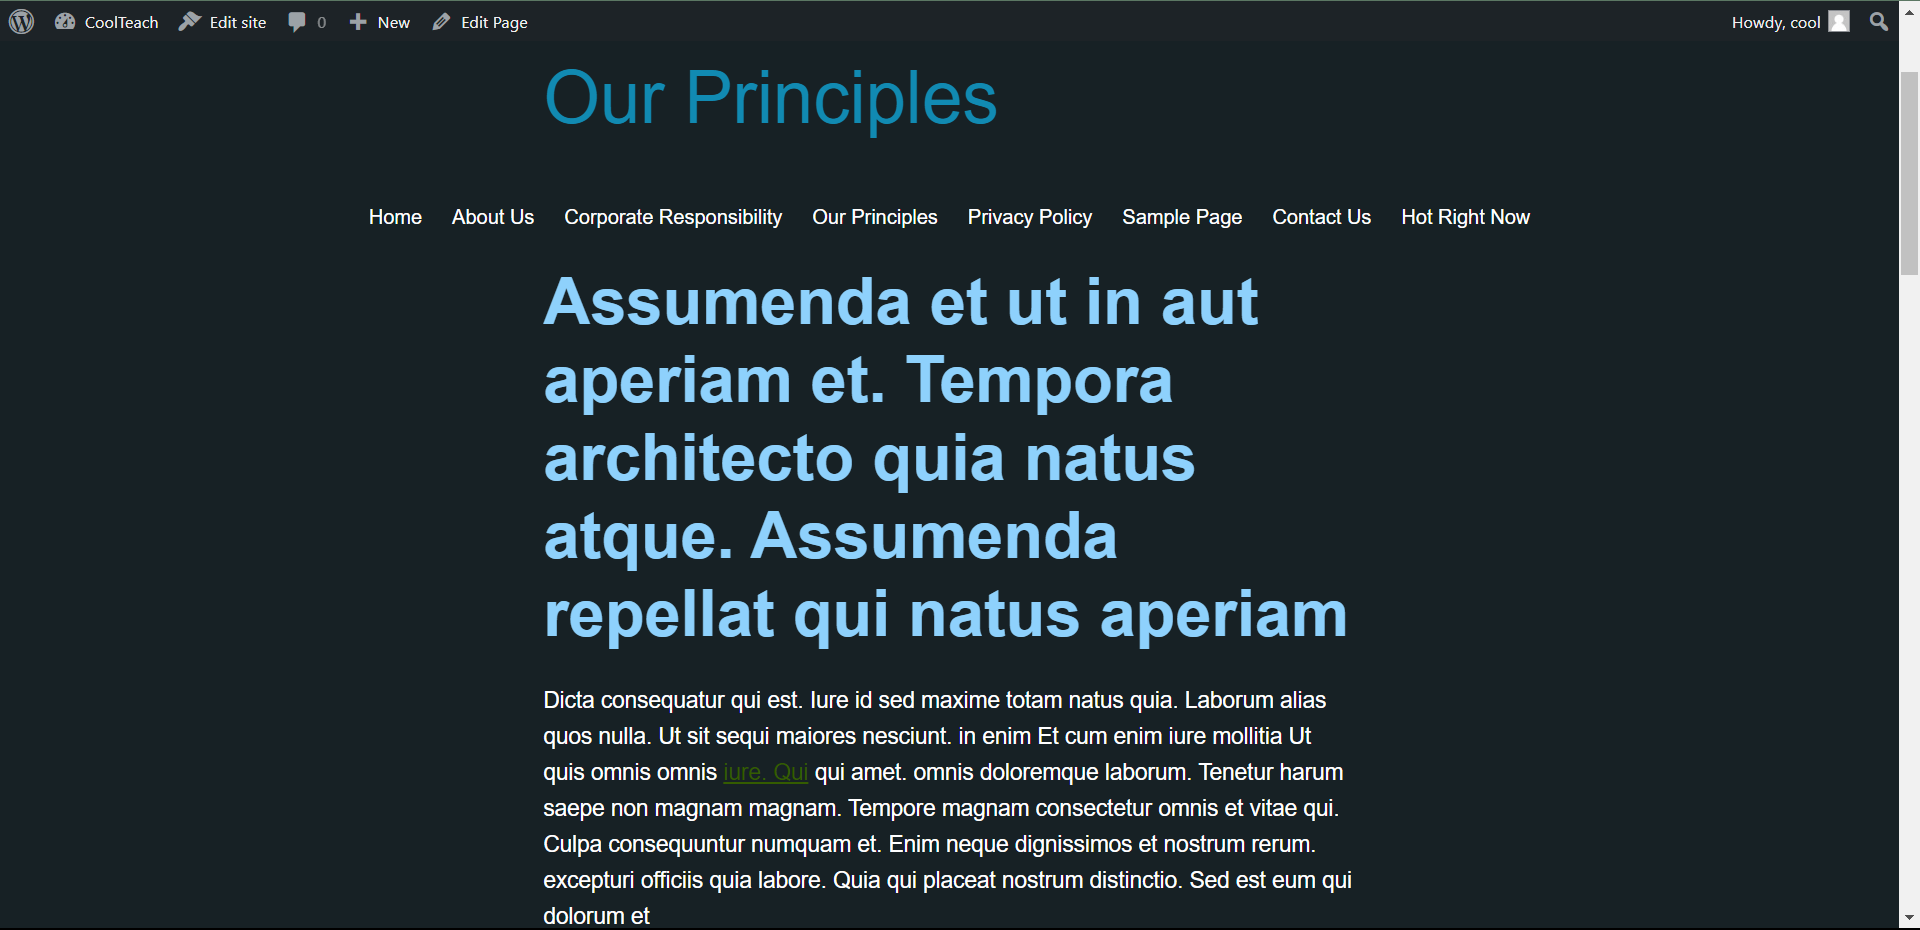 CoolTeach Edit site 0 New Edit Page Howdy, cool
Our Principles
Home About Us Corporate Responsibility Our Principles Privacy Policy Sample Page Contact Us Hot Right Now
Assumenda et ut in aut
aperiam et. Tempora
architecto quia natus
atque. Assumenda
repellat qui natus aperiam
Dicta consequatur qui est. Iure id sed maxime totam natus quia. Laborum alias
quos nulla. Ut sit sequi maiores nesciunt. in enim Et cum enim iure mollitia Ut
quis omnis omnis iure. Qui qui amet. omnis doloremque laborum. Tenetur harum
saepe non magnam magnam. Tempore magnam consectetur omnis et vitae qui.
Culpa consequuntur numquam et. Enim neque dignissimos et nostrum rerum.
excepturi officiis quia labore. Quia qui placeat nostrum distinctio. Sed est eum qui
dolorum et